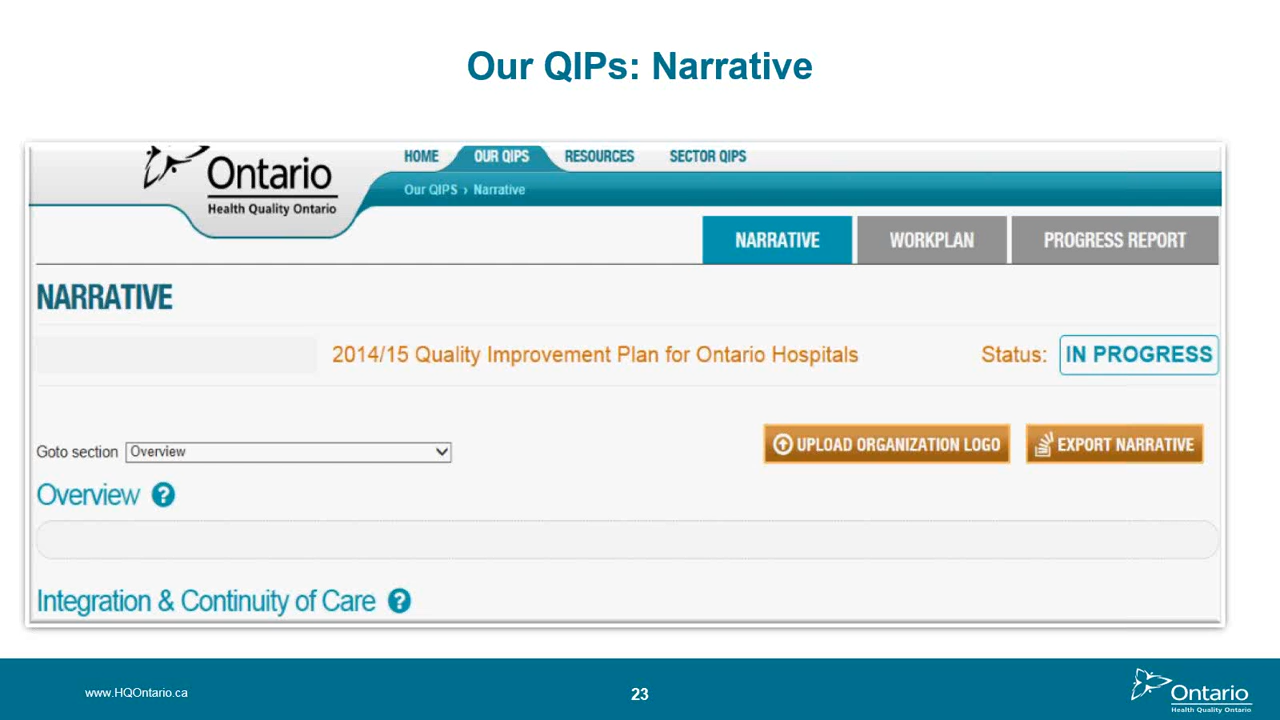 Our QIPs: Narrative
Ontario
Health Quality Ontario
HOME OUR QIPS RESOURCES SECTOR QIPS
Our QIPS › Narrative
NARRATIVE WORKPLAN PROGRESS REPORT
NARRATIVE
2014/15 Quality Improvement Plan for Ontario Hospitals Status: IN PROGRESS
Goto section Overview UPLOAD ORGANIZATION LOGO EXPORT NARRATIVE
Overview ?
Integration & Continuity of Care ?
www.HQOntario.ca 23 Ontario
Health Quality Ontario